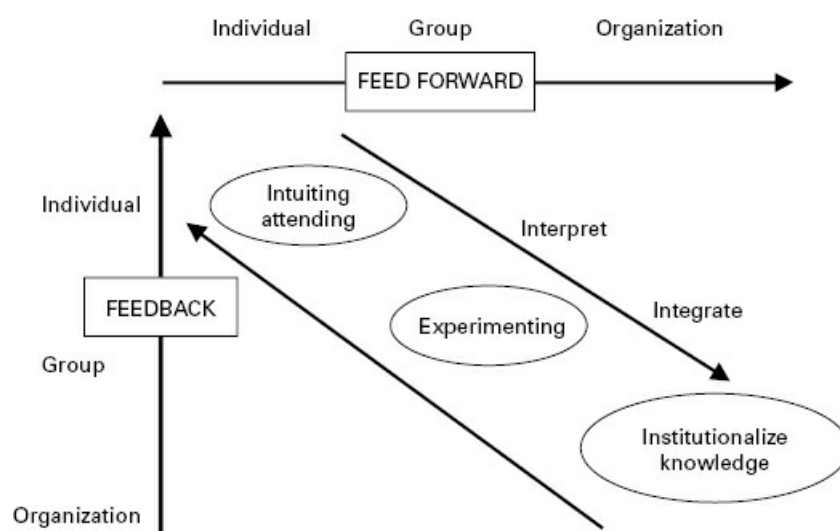 Individual Group Organization
FEED FORWARD
Intuiting
attending
Individual
Interpret
FEEDBACK
Integrate
Experimenting
Group
Institutionalize
knowledge
Organization